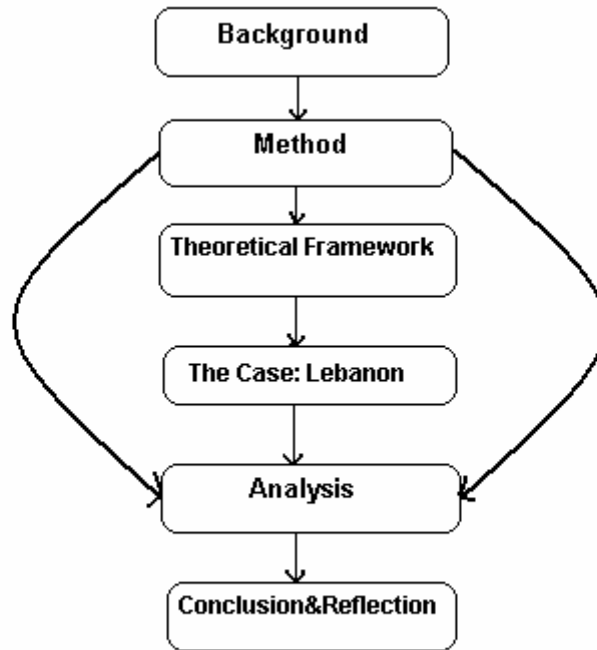 Background
Method
Theoretical Framework
The Case: Lebanon
Analysis
Conclusion&Reflection